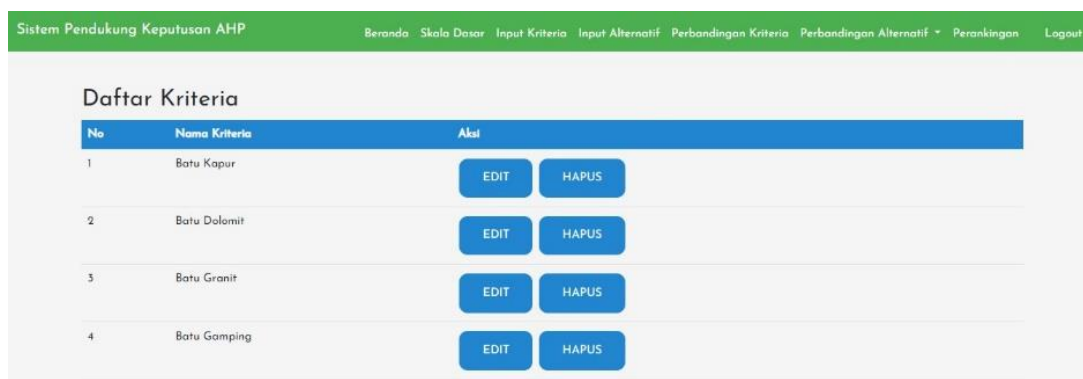 Sistem Pendukung Keputusan AHP Beranda Skala Dasar Input Kriteria Input Alternatif Perbandingan Kriteria Perbandingan Alternatif Perankingan Logout
Daftar Kriteria
No Nama Kriteria Aksi
1 Batu Kapur EDIT HAPUS
2 Batu Dolomit EDIT HAPUS
3 Batu Granit EDIT HAPUS
4 Batu Gamping EDIT HAPUS